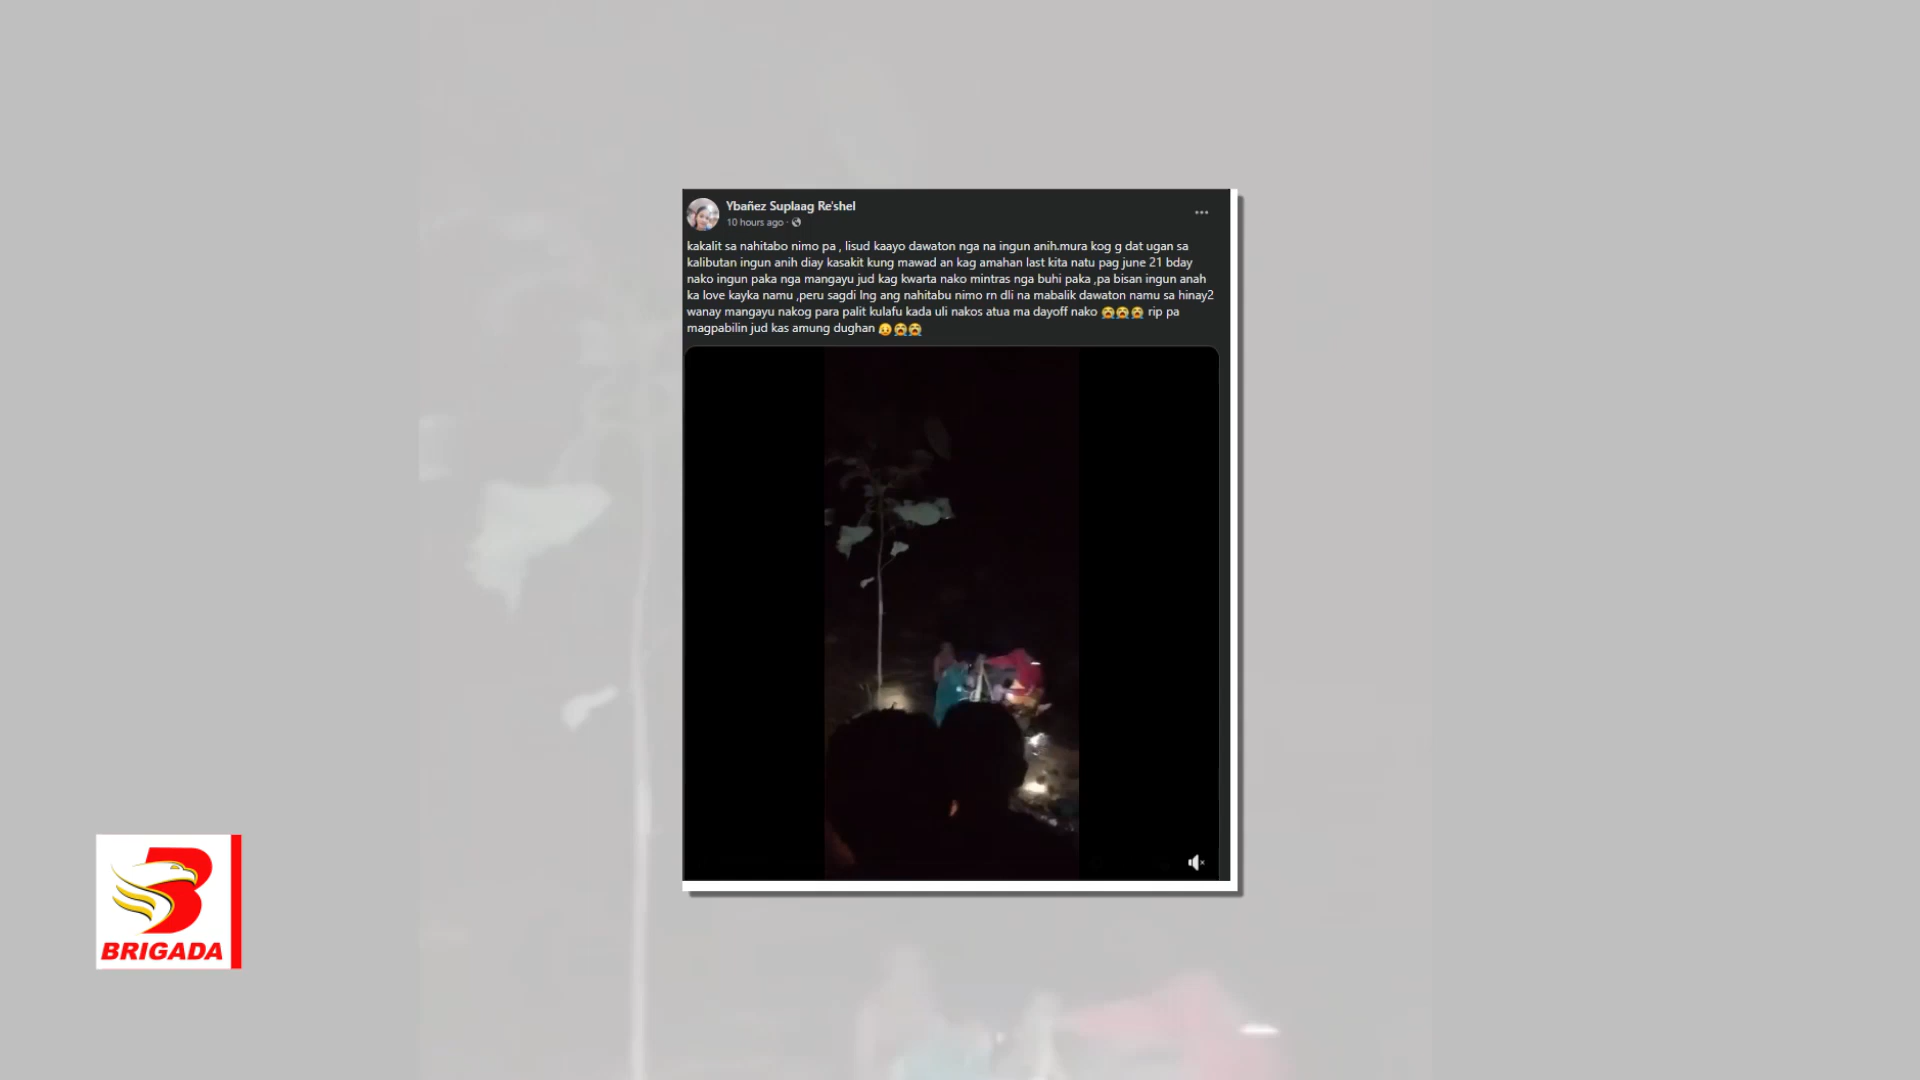 Ybañez Suplaag Re'shel
10 hours ago ·
kakalit sa nahitabo nimo pa , lisud kaayo dawaton nga na ingun anih.mura kog g dat ugan sa
kalibutan ingun anih diay kasakit kung mawad an kag amahan last kita natu pag june 21 bday
nako ingun paka nga mangayu jud kag kwarta nako mintras nga buhi paka ,pa bisan ingun anah
ka love kayka namu ,peru sagdi lng ang nahitabu nimo rn dli na mabalik dawaton namu sa hinay2
wanay mangayu nakog para palit kulafu kada uli nakos atua ma dayoff nako 😭😭😭 rip pa
magpabilin jud kas amung dughan 😥😭😭
BRIGADA